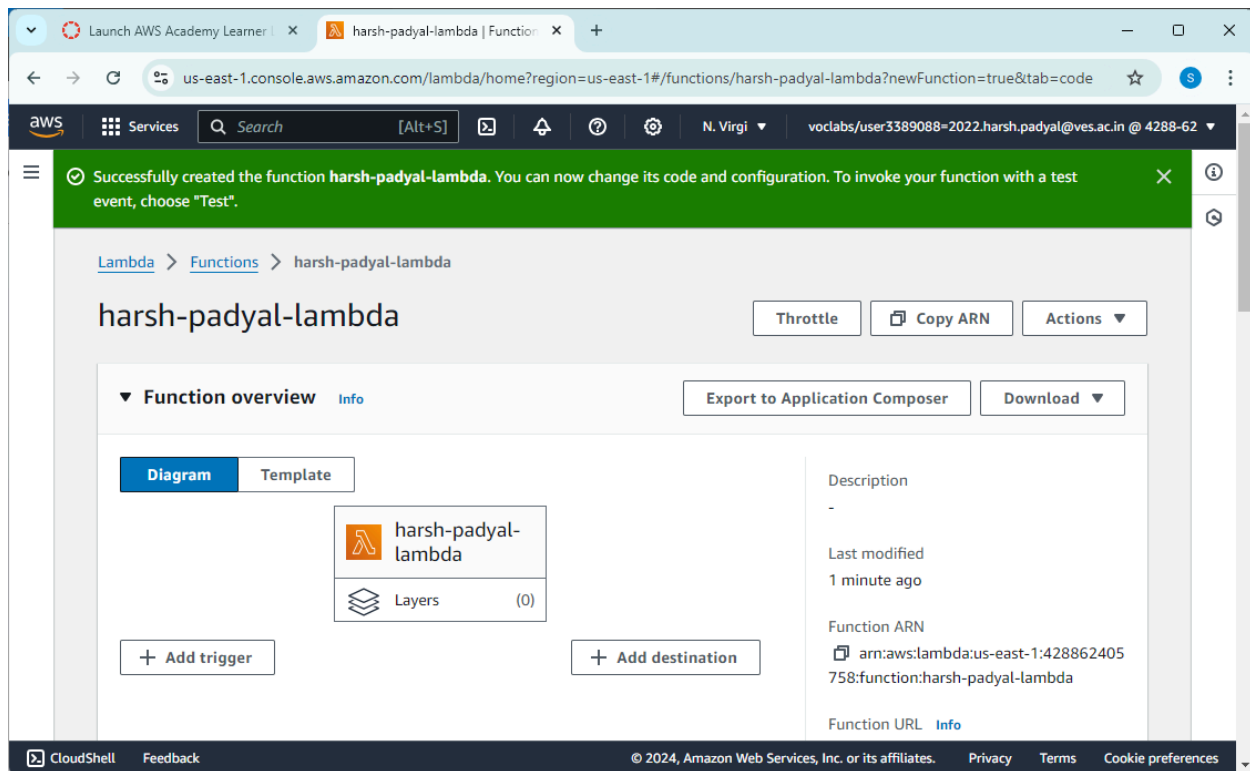 Launch AWS Academy Learner L
harsh-padyal-lambda | Function
us-east-1.console.aws.amazon.com/lambda/home?region=us-east-1#/functions/harsh-padyal-lambda?newFunction=true&tab=code
S
aws
Services
Search
[Alt+S]
N. Virgi
voclabs/user3389088=2022.harsh.padyal@ves.ac.in @ 4288-62
Successfully created the function harsh-padyal-lambda. You can now change its code and configuration. To invoke your function with a test
event, choose "Test".
Lambda
Functions
harsh-padyal-lambda
harsh-padyal-lambda
Throttle
Copy ARN
Actions
Function overview
Info
Export to Application Composer
Download
Diagram
Template
harsh-padyal-
lambda
Layers
(0)
Add trigger
Add destination
Description
-
Last modified
1 minute ago
Function ARN
arn:aws:lambda:us-east-1:428862405
758:function:harsh-padyal-lambda
Function URL
Info
CloudShell
Feedback
© 2024, Amazon Web Services, Inc. or its affiliates.
Privacy
Terms
Cookie preferences